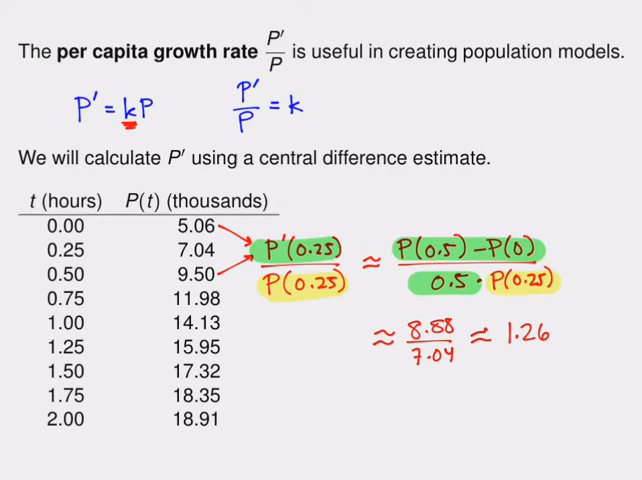 The per capita growth rate P'/P is useful in creating population models.
P' = kP
P'/P = k
We will calculate P' using a central difference estimate.
t (hours) P(t) (thousands)
0.00 5.06
0.25 7.04
0.50 9.50
0.75 11.98
1.00 14.13
1.25 15.95
1.50 17.32
1.75 18.35
2.00 18.91
P'(0.25)/P(0.25) ≈ P(0.5) - P(0)/0.5 · P(0.25)
≈ 8.88/7.04 ≈ 1.26